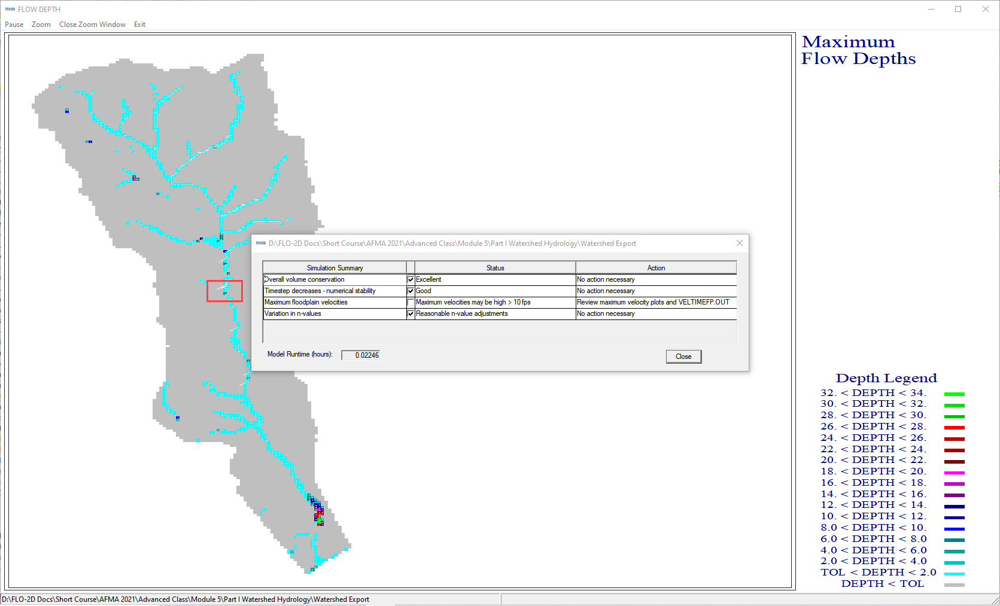 FLOW DEPTH
Pause Zoom Close Zoom Window Exit
Maximum
Flow Depths
D:\FLO-2D Docs\Short Course\AFMA 2021\Advanced Class\Module 5\Part I Watershed Hydrology\Watershed Export
Simulation Summary Status Action
Overall volume conservation Excellent No action necessary
Timestep decreases - numerical stability Good No action necessary
Maximum floodplain velocities Maximum velocities may be high > 10 fps Review maximum velocity plots and VELTIMEFP.OUT
Variation in n-values Reasonable n-value adjustments No action necessary
Model Runtime (hours): 0.02246 Close
Depth Legend
32. < DEPTH < 34.
30. < DEPTH < 32.
28. < DEPTH < 30.
26. < DEPTH < 28.
24. < DEPTH < 26.
22. < DEPTH < 24.
20. < DEPTH < 22.
18. < DEPTH < 20.
16. < DEPTH < 18.
14. < DEPTH < 16.
12. < DEPTH < 14.
10. < DEPTH < 12.
8.0 < DEPTH < 10.
6.0 < DEPTH < 8.0
4.0 < DEPTH < 6.0
2.0 < DEPTH < 4.0
TOL < DEPTH < 2.0
DEPTH < TOL
D:\FLO-2D Docs\Short Course\AFMA 2021\Advanced Class\Module 5\Part I Watershed Hydrology\Watershed Export